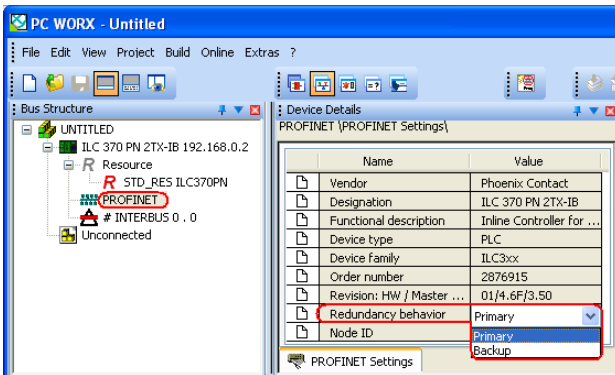 PC WORX - Untitled
File Edit View Project Build Online Extras ?
Bus Structure
UNTITLED
ILC 370 PN 2TX-IB 192.168.0.2
R Resource
R STD_RES ILC370PN
PROFINET
# INTERBUS 0 . 0
Unconnected
Device Details
PROFINET \PROFINET Settings\
Name Value
Vendor Phoenix Contact
Designation ILC 370 PN 2TX-IB
Functional description Inline Controller for ...
Device type PLC
Device family ILC3xx
Order number 2876915
Revision: HW / Master ... 01/4.6F/3.50
Redundancy behavior Primary
Node ID Primary
Backup
PROFINET Settings